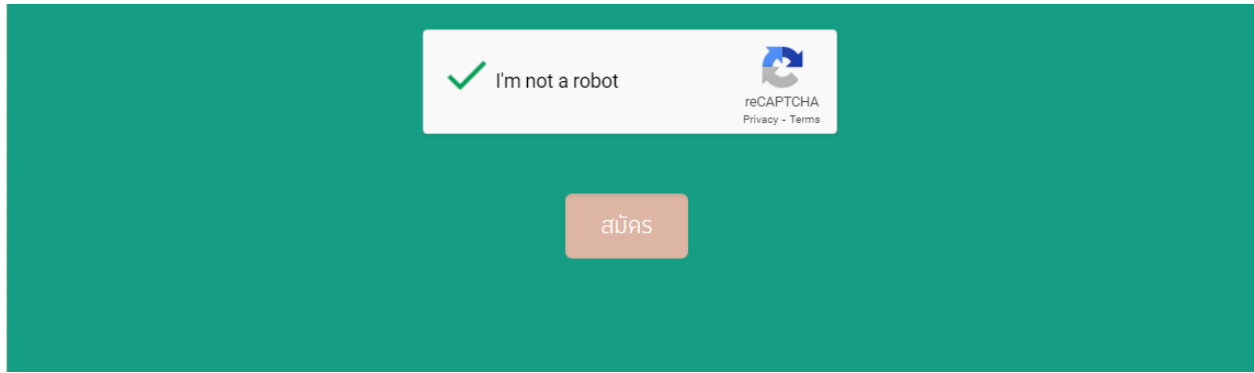 I'm not a robot
reCAPTCHA
Privacy - Terms
สมัคร